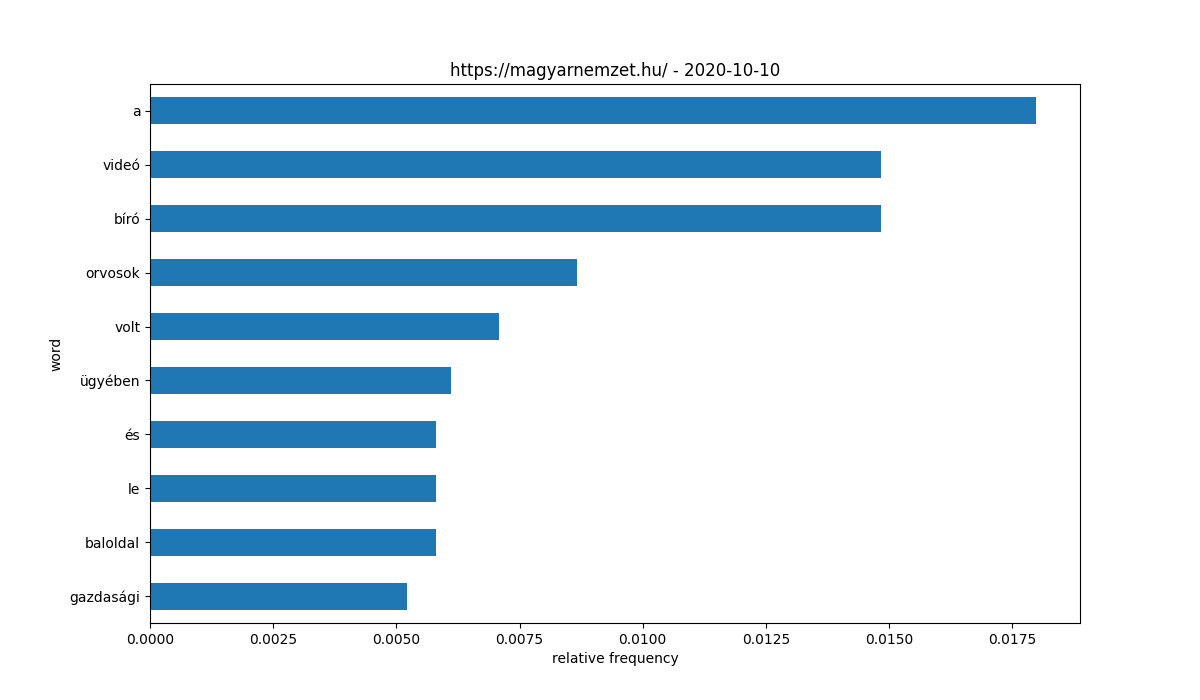 https://magyarnemzet.hu/ - 2020-10-10
a
videó
bíró
orvosok
volt
ügyében
és
le
baloldal
gazdasági
word
0.0000 0.0025 0.0050 0.0075 0.0100 0.0125 0.0150 0.0175
relative frequency